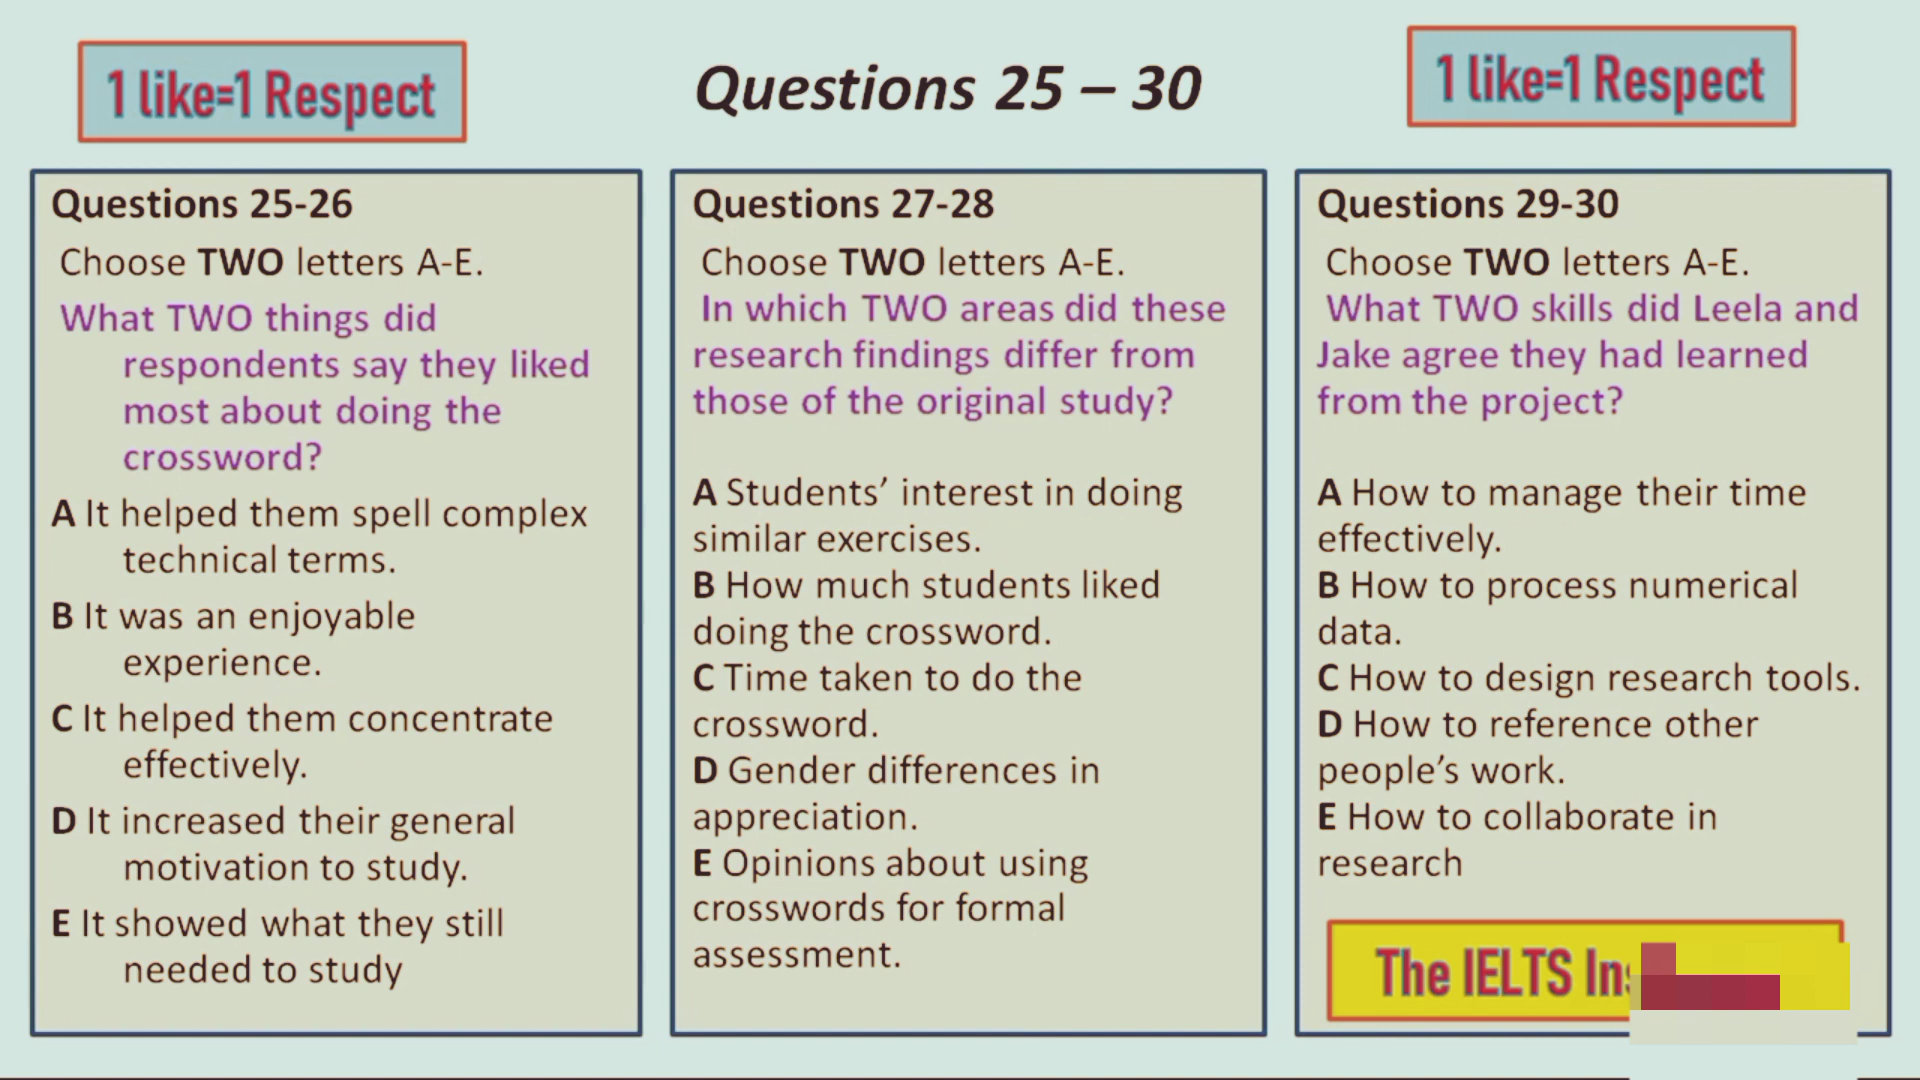 1 like=1 Respect
Questions 25 – 30
1 like=1 Respect
Questions 25-26
Choose TWO letters A-E.
What TWO things did
respondents say they liked
most about doing the
crossword?
A It helped them spell complex
technical terms.
B It was an enjoyable
experience.
C It helped them concentrate
effectively.
D It increased their general
motivation to study.
E It showed what they still
needed to study
Questions 27-28
Choose TWO letters A-E.
In which TWO areas did these
research findings differ from
those of the original study?
A Students’ interest in doing
similar exercises.
B How much students liked
doing the crossword.
C Time taken to do the
crossword.
D Gender differences in
appreciation.
E Opinions about using
crosswords for formal
assessment.
Questions 29-30
Choose TWO letters A-E.
What TWO skills did Leela and
Jake agree they had learned
from the project?
A How to manage their time
effectively.
B How to process numerical
data.
C How to design research tools.
D How to reference other
people’s work.
E How to collaborate in
research
The IELTS